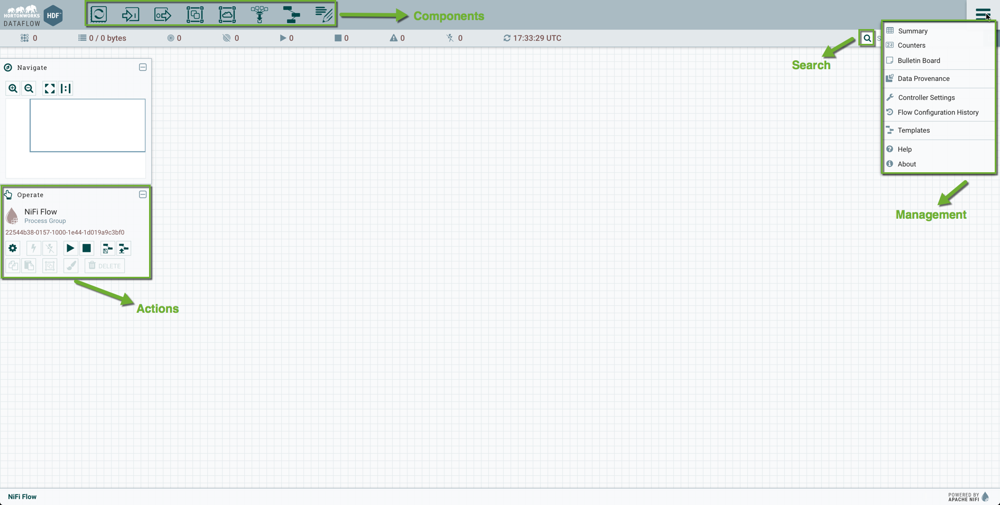 HORTONWORKS
DATAFLOW
HDF™
Components
0
0 / 0 bytes
0
0
0
0
0
0
17:33:29 UTC
S
Search
Summary
23
Counters
Bulletin Board
Data Provenance
Controller Settings
Flow Configuration History
Templates
Help
About
Management
Navigate
Operate
NiFi Flow
Process Group
22544b38-0157-1000-1e44-1d019a9c3bf0
DELETE
Actions
NiFi Flow
POWERED BY
APACHE NIFI